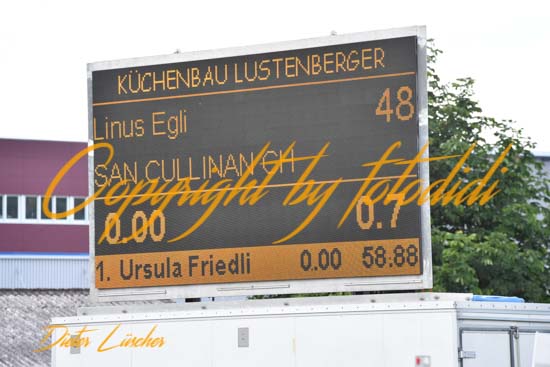 KÜCHENBAU LUSTENBERGER
Linus Egli 48
SAN CULLINAN CH
0.00 0.7
1. Ursula Friedli 0.00 58.88
Copyright by fotodidi
Dieter Lüscher